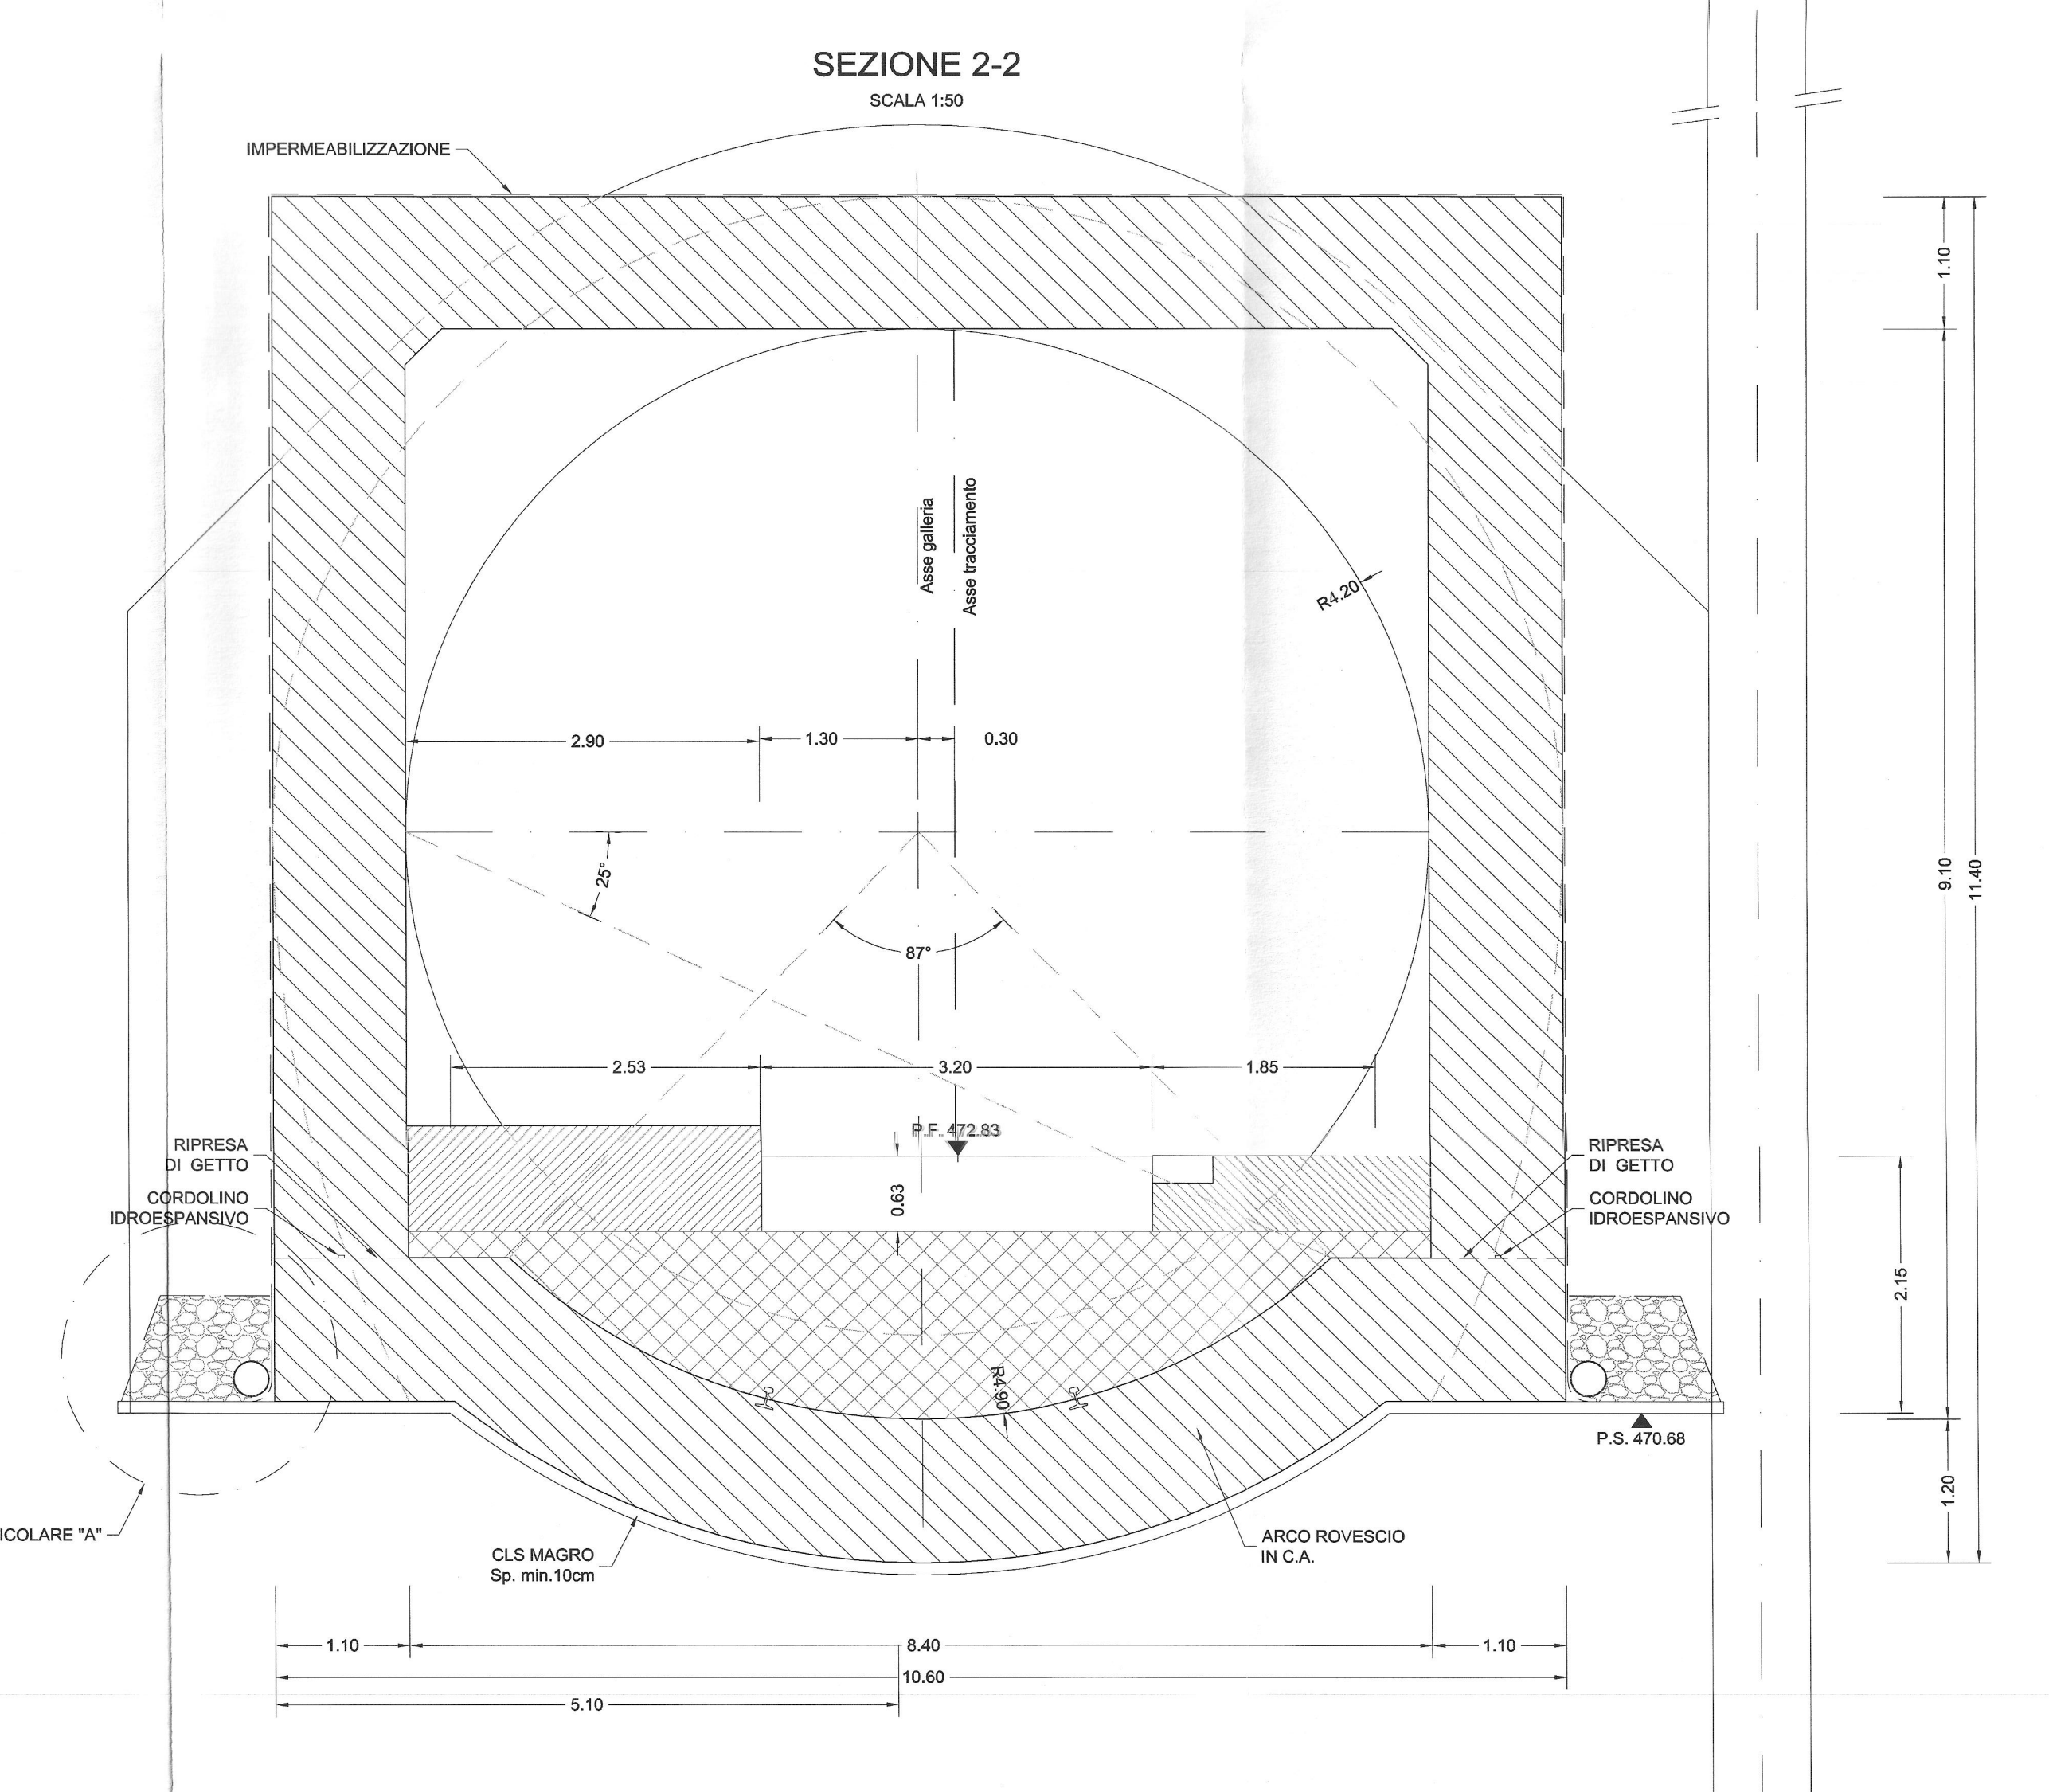 SEZIONE 2-2
SCALA 1:50
IMPERMEABILIZZAZIONE
1.10
Asse galleria
Asse tracciamento
R4.20
2.90
1.30
0.30
25°
87°
9.10
11.40
2.53
3.20
1.85
P.F. 472.83
0.63
RIPRESA
DI GETTO
CORDOLINO
IDROESPANSIVO
RIPRESA
DI GETTO
CORDOLINO
IDROESPANSIVO
2.15
R4.90
P.S. 470.68
1.20
ICOLARE "A"
CLS MAGRO
Sp. min.10cm
ARCO ROVESCIO
IN C.A.
1.10
8.40
1.10
10.60
5.10